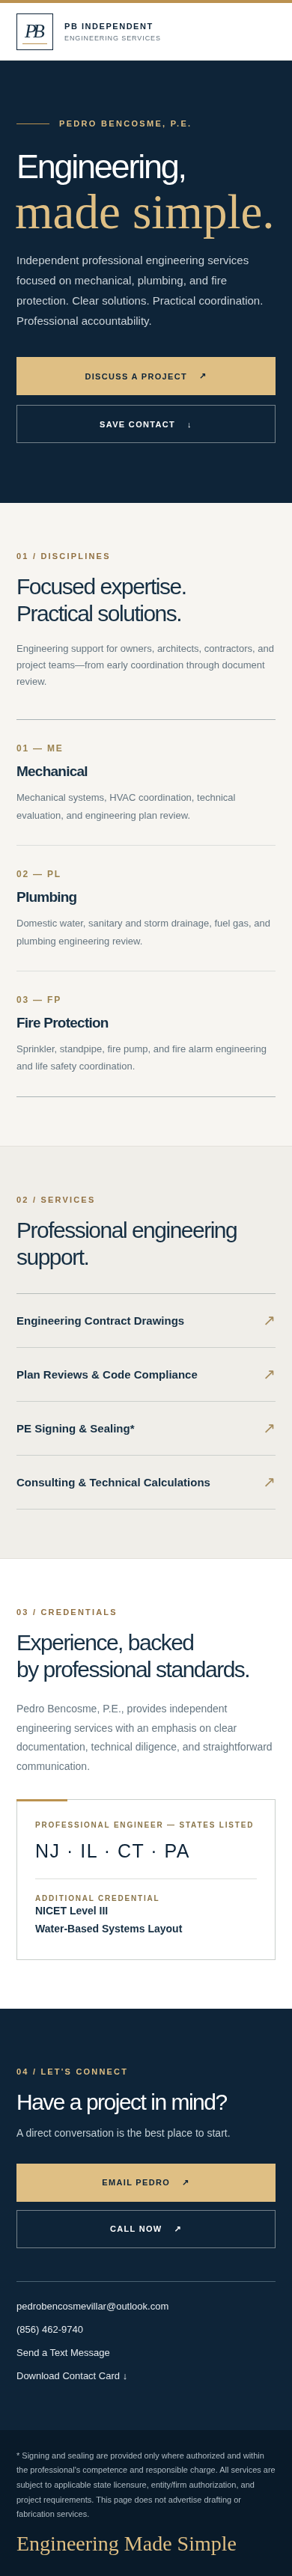 PB
PB INDEPENDENT
ENGINEERING SERVICES
PEDRO BENCOSME, P.E.
Engineering,
made simple.
Independent professional engineering services
focused on mechanical, plumbing, and fire
protection. Clear solutions. Practical coordination.
Professional accountability.
DISCUSS A PROJECT ↗
SAVE CONTACT ↓
01 / DISCIPLINES
Focused expertise.
Practical solutions.
Engineering support for owners, architects, contractors, and
project teams—from early coordination through document
review.
01 — ME
Mechanical
Mechanical systems, HVAC coordination, technical
evaluation, and engineering plan review.
02 — PL
Plumbing
Domestic water, sanitary and storm drainage, fuel gas, and
plumbing engineering review.
03 — FP
Fire Protection
Sprinkler, standpipe, fire pump, and fire alarm engineering
and life safety coordination.
02 / SERVICES
Professional engineering
support.
Engineering Contract Drawings ↗
Plan Reviews & Code Compliance ↗
PE Signing & Sealing* ↗
Consulting & Technical Calculations ↗
03 / CREDENTIALS
Experience, backed
by professional standards.
Pedro Bencosme, P.E., provides independent
engineering services with an emphasis on clear
documentation, technical diligence, and straightforward
communication.
PROFESSIONAL ENGINEER — STATES LISTED
NJ · IL · CT · PA
ADDITIONAL CREDENTIAL
NICET Level III
Water-Based Systems Layout
04 / LET'S CONNECT
Have a project in mind?
A direct conversation is the best place to start.
EMAIL PEDRO ↗
CALL NOW ↗
pedrobencosmevillar@outlook.com
(856) 462-9740
Send a Text Message
Download Contact Card ↓
* Signing and sealing are provided only where authorized and within
the professional's competence and responsible charge. All services are
subject to applicable state licensure, entity/firm authorization, and
project requirements. This page does not advertise drafting or
fabrication services.
Engineering Made Simple